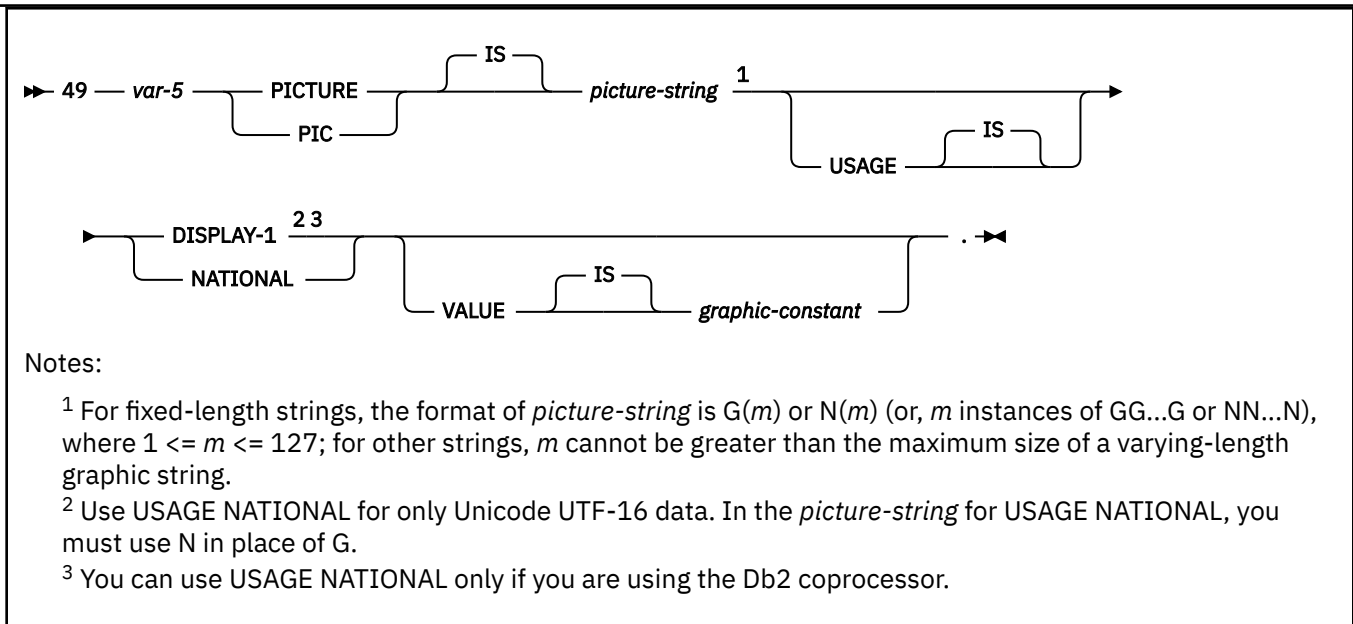 IS
49 var-5 PICTURE picture-string 1
PIC
IS
USAGE
DISPLAY-1 2 3 .
NATIONAL
IS
VALUE graphic-constant
Notes:
1 For fixed-length strings, the format of picture-string is G(m) or N(m) (or, m instances of GG...G or NN...N),
where 1 <= m <= 127; for other strings, m cannot be greater than the maximum size of a varying-length
graphic string.
2 Use USAGE NATIONAL for only Unicode UTF-16 data. In the picture-string for USAGE NATIONAL, you
must use N in place of G.
3 You can use USAGE NATIONAL only if you are using the Db2 coprocessor.